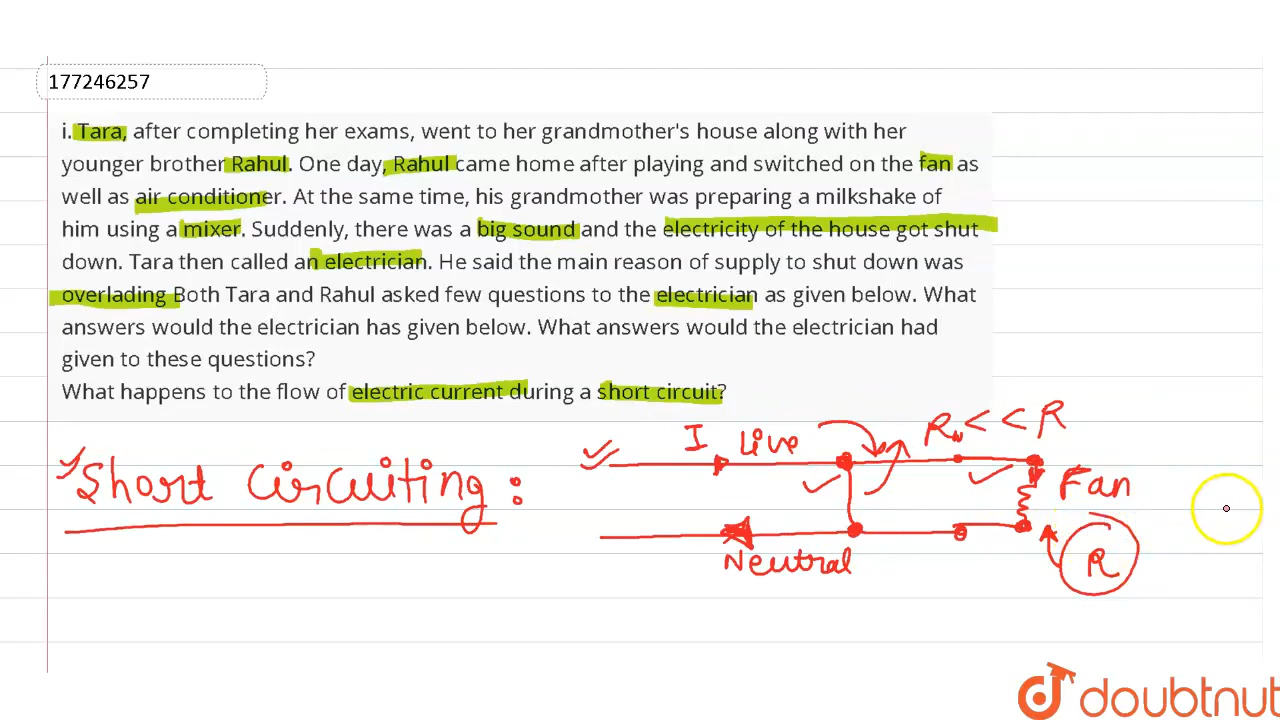 177246257
i. Tara, after completing her exams, went to her grandmother's house along with her
younger brother Rahul. One day, Rahul came home after playing and switched on the fan as
well as air conditioner. At the same time, his grandmother was preparing a milkshake of
him using a mixer. Suddenly, there was a big sound and the electricity of the house got shut
down. Tara then called an electrician. He said the main reason of supply to shut down was
overlading Both Tara and Rahul asked few questions to the electrician as given below. What
answers would the electrician has given below. What answers would the electrician had
given to these questions?
What happens to the flow of electric current during a short circuit?
Short Circuiting :
I Live
Rw << R
Fan
Neutral
R
doubtnut